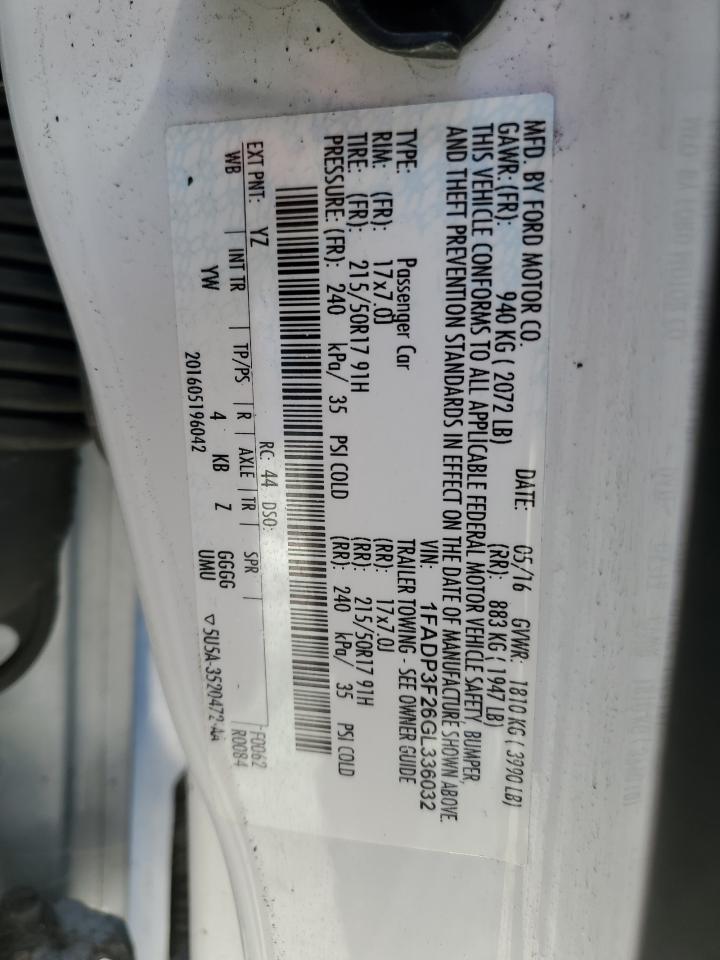 MFD. BY FORD MOTOR CO. DATE: 05/16 GVWR: 1810 KG ( 3990 LB)
GAWR: (FR): 940 KG ( 2072 LB) (RR): 883 KG ( 1947 LB)
THIS VEHICLE CONFORMS TO ALL APPLICABLE FEDERAL MOTOR VEHICLE SAFETY, BUMPER,
AND THEFT PREVENTION STANDARDS IN EFFECT ON THE DATE OF MANUFACTURE SHOWN ABOVE.
VIN: 1FADP3F26GL336032
TYPE: Passenger Car TRAILER TOWING - SEE OWNER GUIDE
RIM: (FR): 17x7.0J (RR): 17x7.0J
TIRE: (FR): 215/50R17 91H (RR): 215/50R17 91H
PRESSURE: (FR): 240 kPa/ 35 PSI COLD (RR): 240 kPa/ 35 PSI COLD
EXT PNT: YZ RC: 44 DSO: F0062
WB INT TR TP/PS R AXLE TR SPR R0084
YW 4 KB Z GGGG
UMU
201605196042 ▽5U5A-3520472-AA